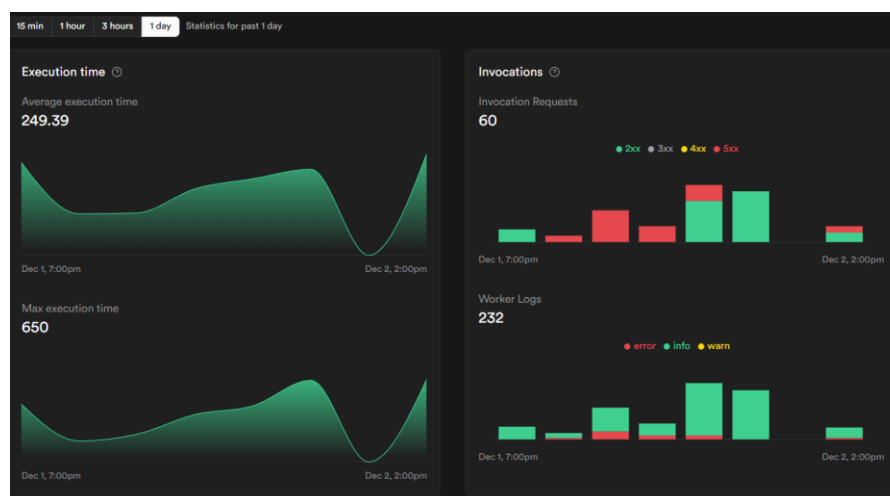 15 min 1 hour 3 hours 1 day Statistics for past 1 day
Execution time
Average execution time
249.39
Dec 1, 7:00pm Dec 2, 2:00pm
Max execution time
650
Dec 1, 7:00pm Dec 2, 2:00pm
Invocations
Invocation Requests
60
2xx 3xx 4xx 5xx
Dec 1, 7:00pm Dec 2, 2:00pm
Worker Logs
232
error info warn
Dec 1, 7:00pm Dec 2, 2:00pm